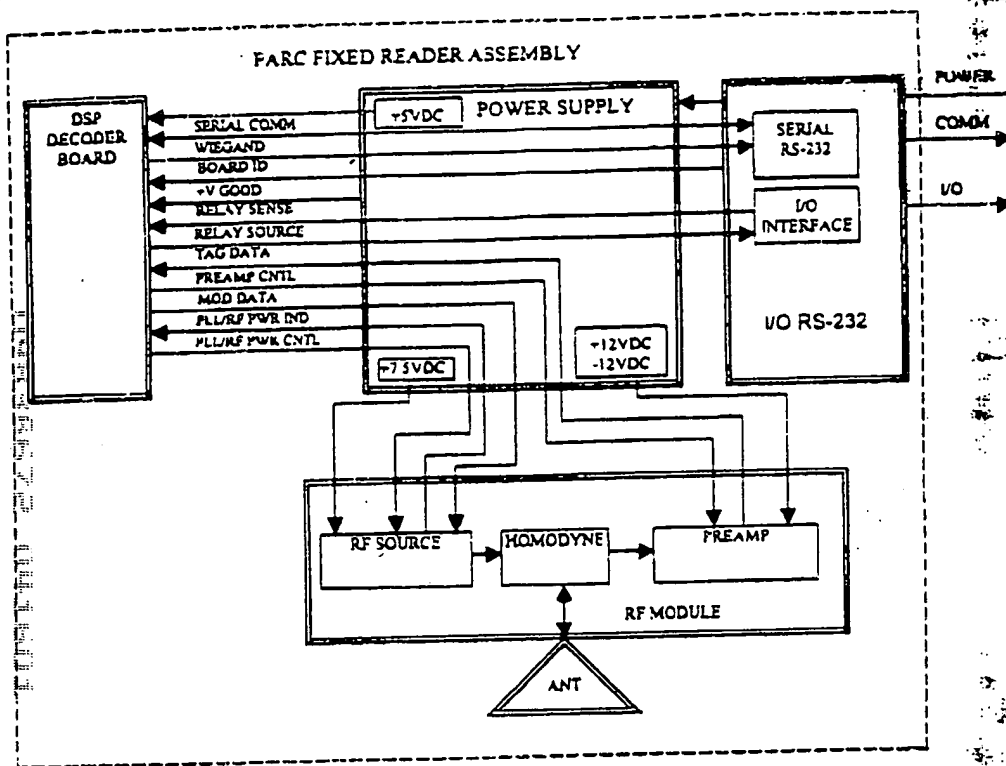 FARC FIXED READER ASSEMBLY
DSP
DECODER
BOARD
SERIAL COMM
WIEGAND
BOARD ID
+V GOOD
RELAY SENSE
RELAY SOURCE
TAG DATA
PREAMP CNTL
MOD DATA
PLL/RF PWR IND
PLL/RF PWR CNTL
+5VDC
POWER SUPPLY
+7.5VDC
+12VDC
-12VDC
SERIAL
RS-232
I/O
INTERFACE
I/O RS-232
POWER
COMM
I/O
RF SOURCE
HOMODYNE
PREAMP
RF MODULE
ANT